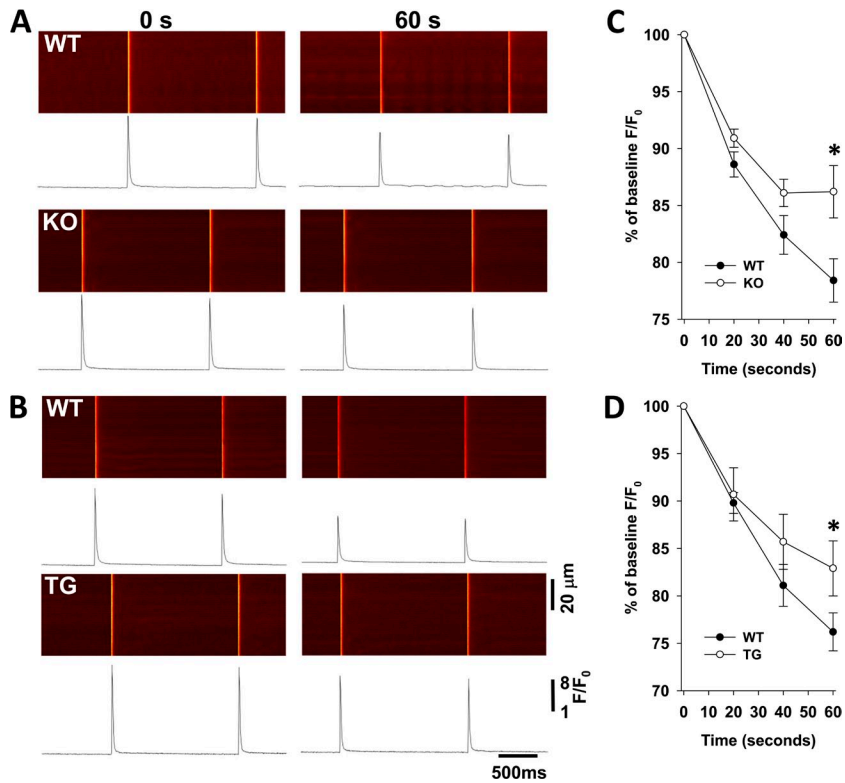 A
0 s
60 s
WT
KO
B
WT
TG
20 μm
8
1
F/F0
500ms
C
100
95
90
85
80
75
% of baseline F/F0
*
WT
KO
0 10 20 30 40 50 60
Time (seconds)
D
100
95
90
85
80
75
70
% of baseline F/F0
*
WT
TG
0 10 20 30 40 50 60
Time (seconds)